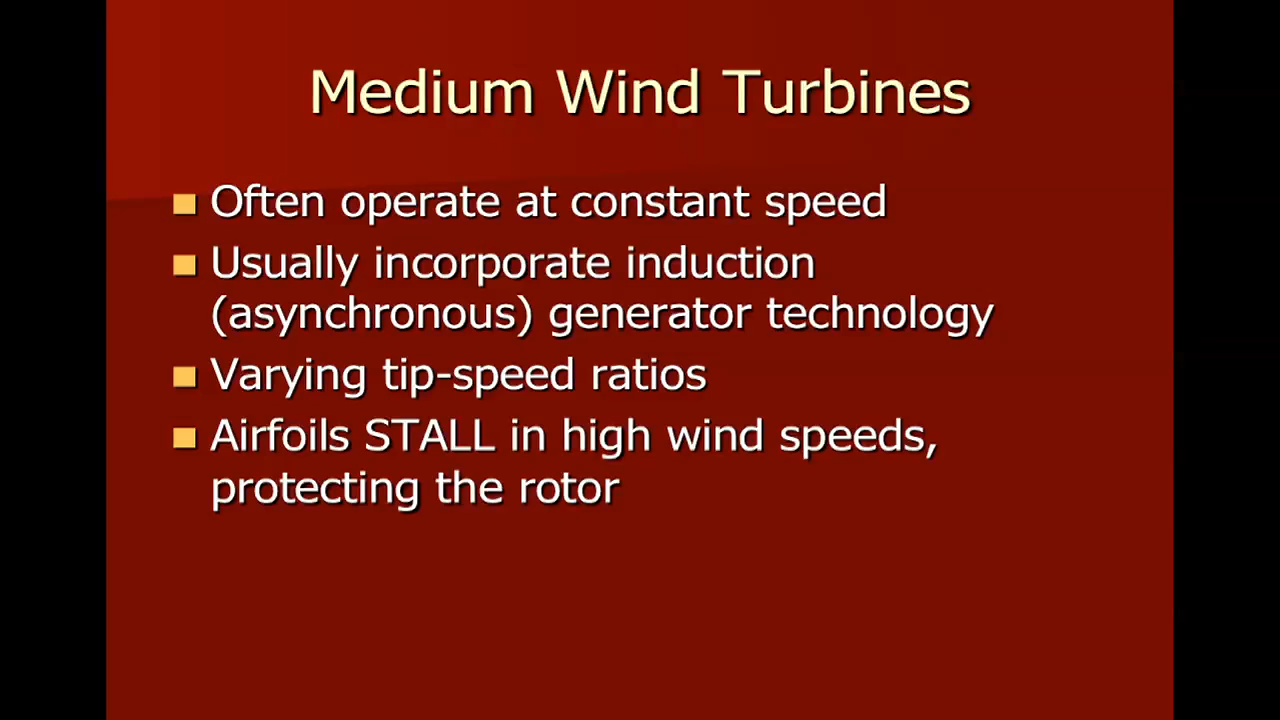 Medium Wind Turbines
Often operate at constant speed
Usually incorporate induction
(asynchronous) generator technology
Varying tip-speed ratios
Airfoils STALL in high wind speeds,
protecting the rotor